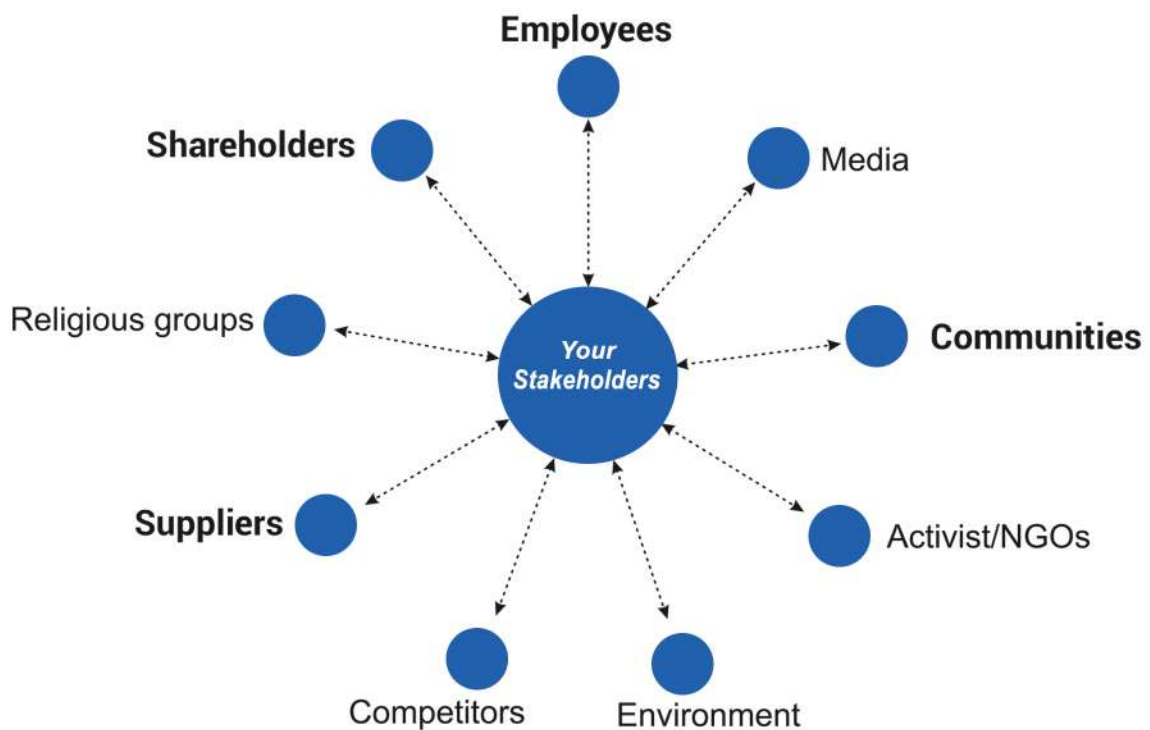 Employees
Shareholders
Media
Religious groups
Your
Stakeholders
Communities
Suppliers
Activist/NGOs
Competitors
Environment